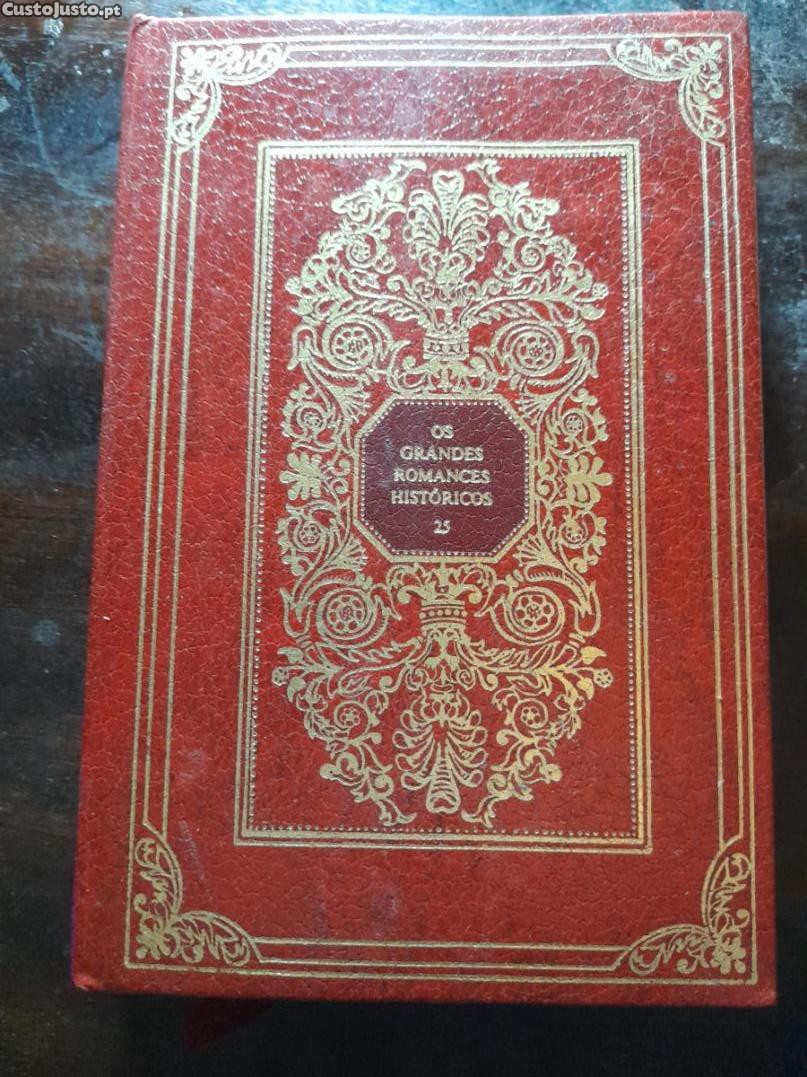 CustoJusto.pt
OS
GRANDES
ROMANCES
HISTÓRICOS
25